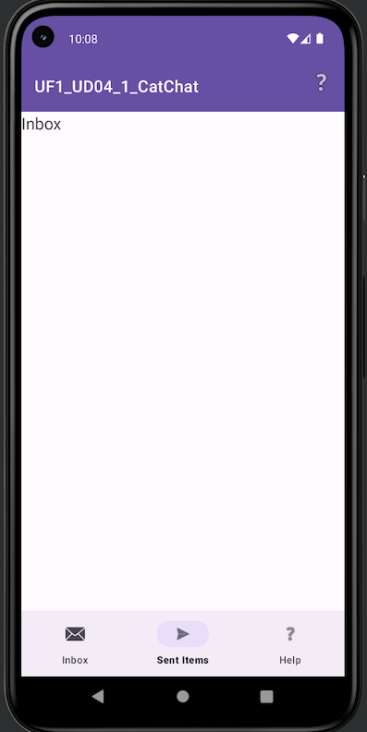 10:08
UF1_UD04_1_CatChat
?
Inbox
Inbox
Sent Items
? Help